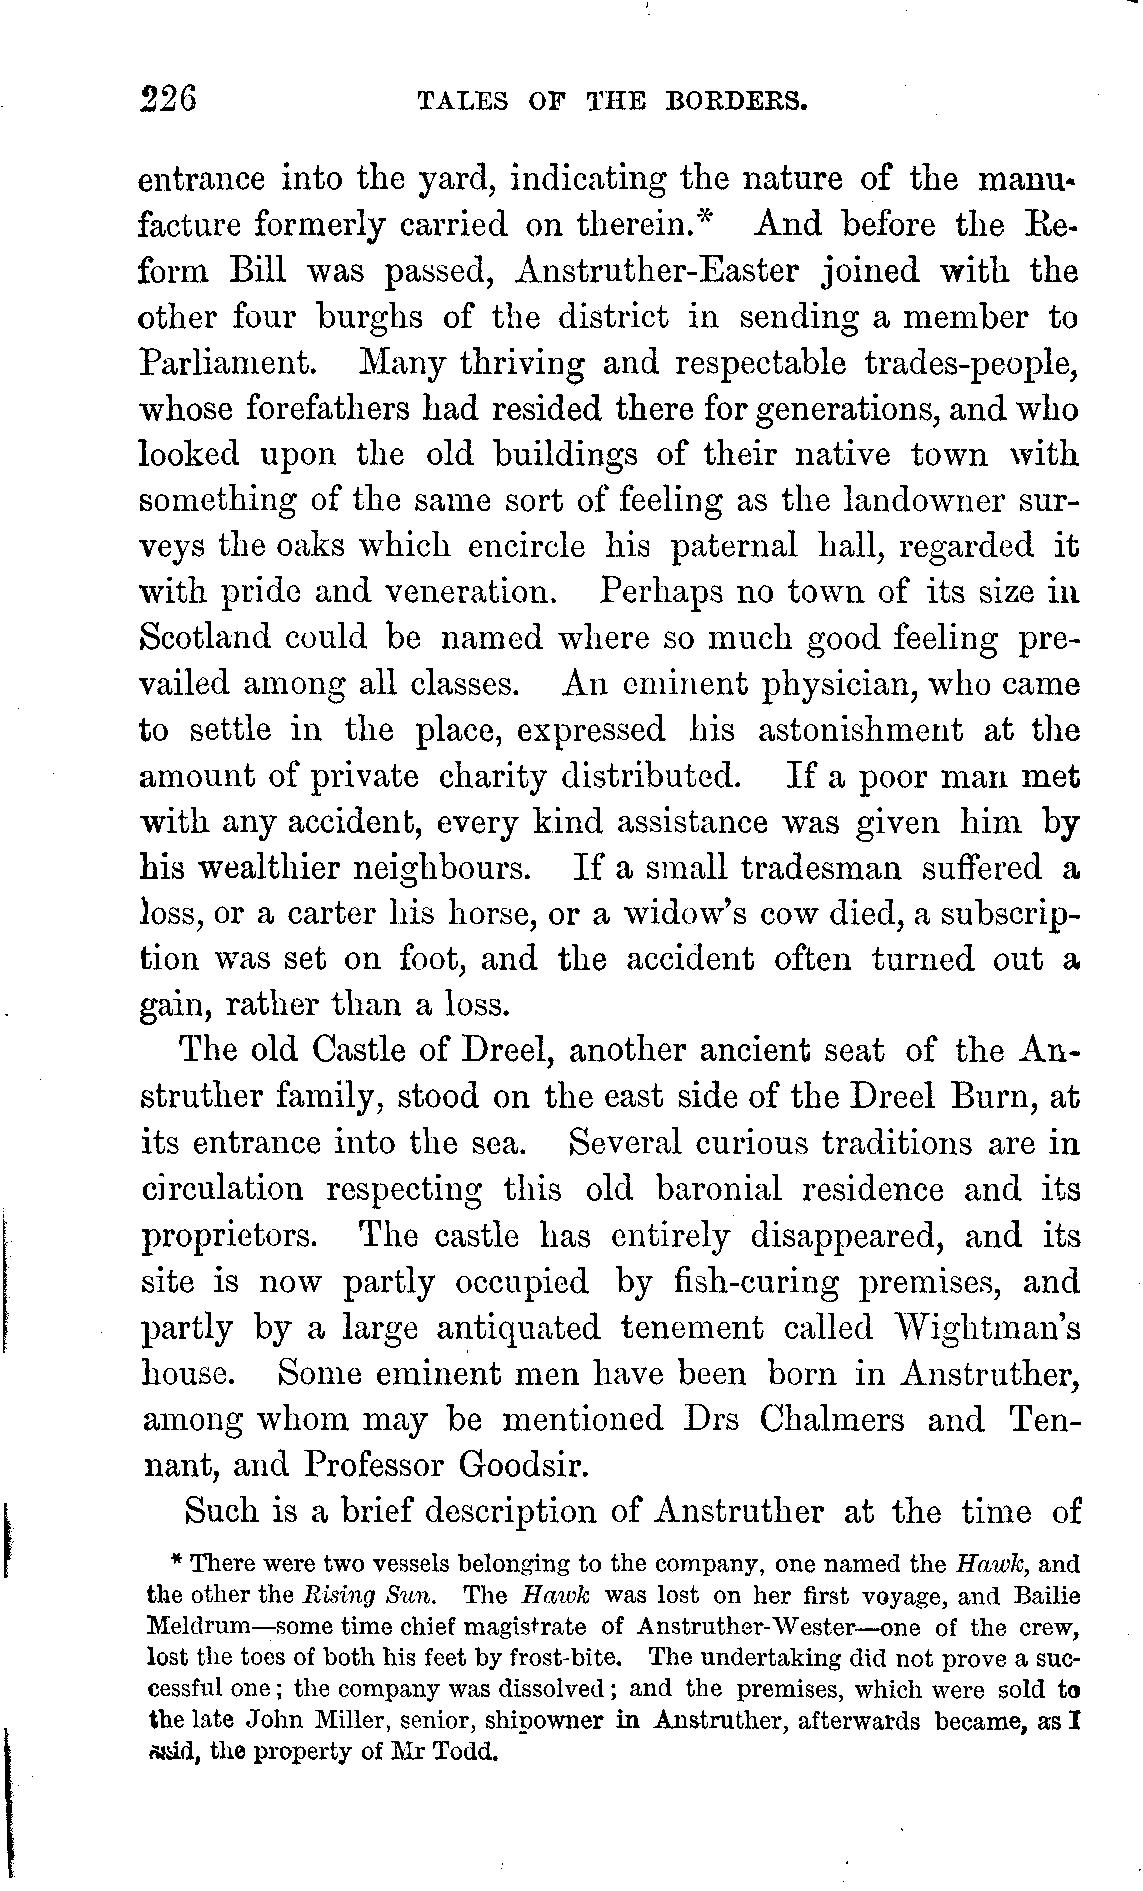 226 TALES OF THE BORDERS.
entrance into the yard, indicating the nature of the manu-
facture formerly carried on therein.* And before the Re-
form Bill was passed, Anstruther-Easter joined with the
other four burghs of the district in sending a member to
Parliament. Many thriving and respectable trades-people,
whose forefathers had resided there for generations, and who
looked upon the old buildings of their native town with
something of the same sort of feeling as the landowner sur-
veys the oaks which encircle his paternal hall, regarded it
with pride and veneration. Perhaps no town of its size in
Scotland could be named where so much good feeling pre-
vailed among all classes. An eminent physician, who came
to settle in the place, expressed his astonishment at the
amount of private charity distributed. If a poor man met
with any accident, every kind assistance was given him by
his wealthier neighbours. If a small tradesman suffered a
loss, or a carter his horse, or a widow's cow died, a subscrip-
tion was set on foot, and the accident often turned out a
gain, rather than a loss.
The old Castle of Dreel, another ancient seat of the An-
struther family, stood on the east side of the Dreel Burn, at
its entrance into the sea. Several curious traditions are in
circulation respecting this old baronial residence and its
proprietors. The castle has entirely disappeared, and its
site is now partly occupied by fish-curing premises, and
partly by a large antiquated tenement called Wightman's
house. Some eminent men have been born in Anstruther,
among whom may be mentioned Drs Chalmers and Ten-
nant, and Professor Goodsir.
Such is a brief description of Anstruther at the time of
* There were two vessels belonging to the company, one named the Hawk, and
the other the Rising Sun. The Hawk was lost on her first voyage, and Bailie
Meldrum—some time chief magistrate of Anstruther-Wester—one of the crew,
lost the toes of both his feet by frost-bite. The undertaking did not prove a suc-
cessful one; the company was dissolved; and the premises, which were sold to
the late John Miller, senior, shipowner in Anstruther, afterwards became, as I
said, the property of Mr Todd.